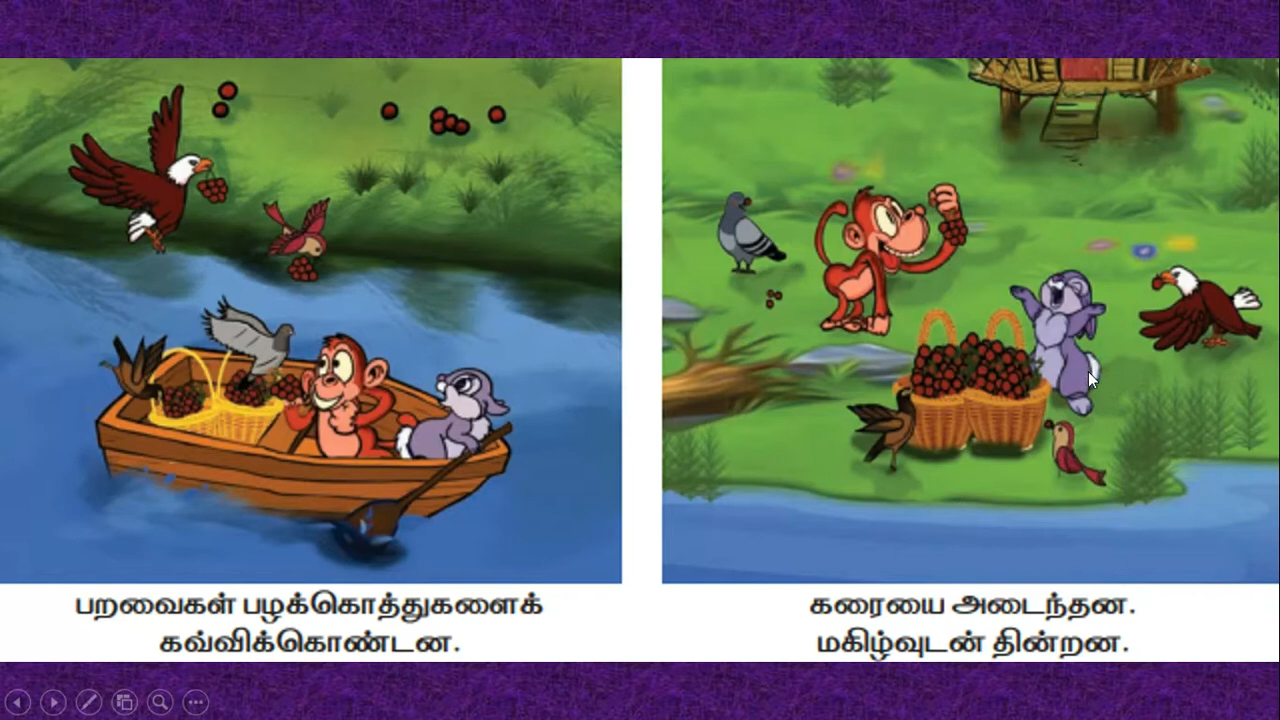 பறவைகள் பழக்கொத்துகளைக்
கவ்விக்கொண்டன.
கரையை அடைந்தன.
மகிழ்வுடன் தின்றன.